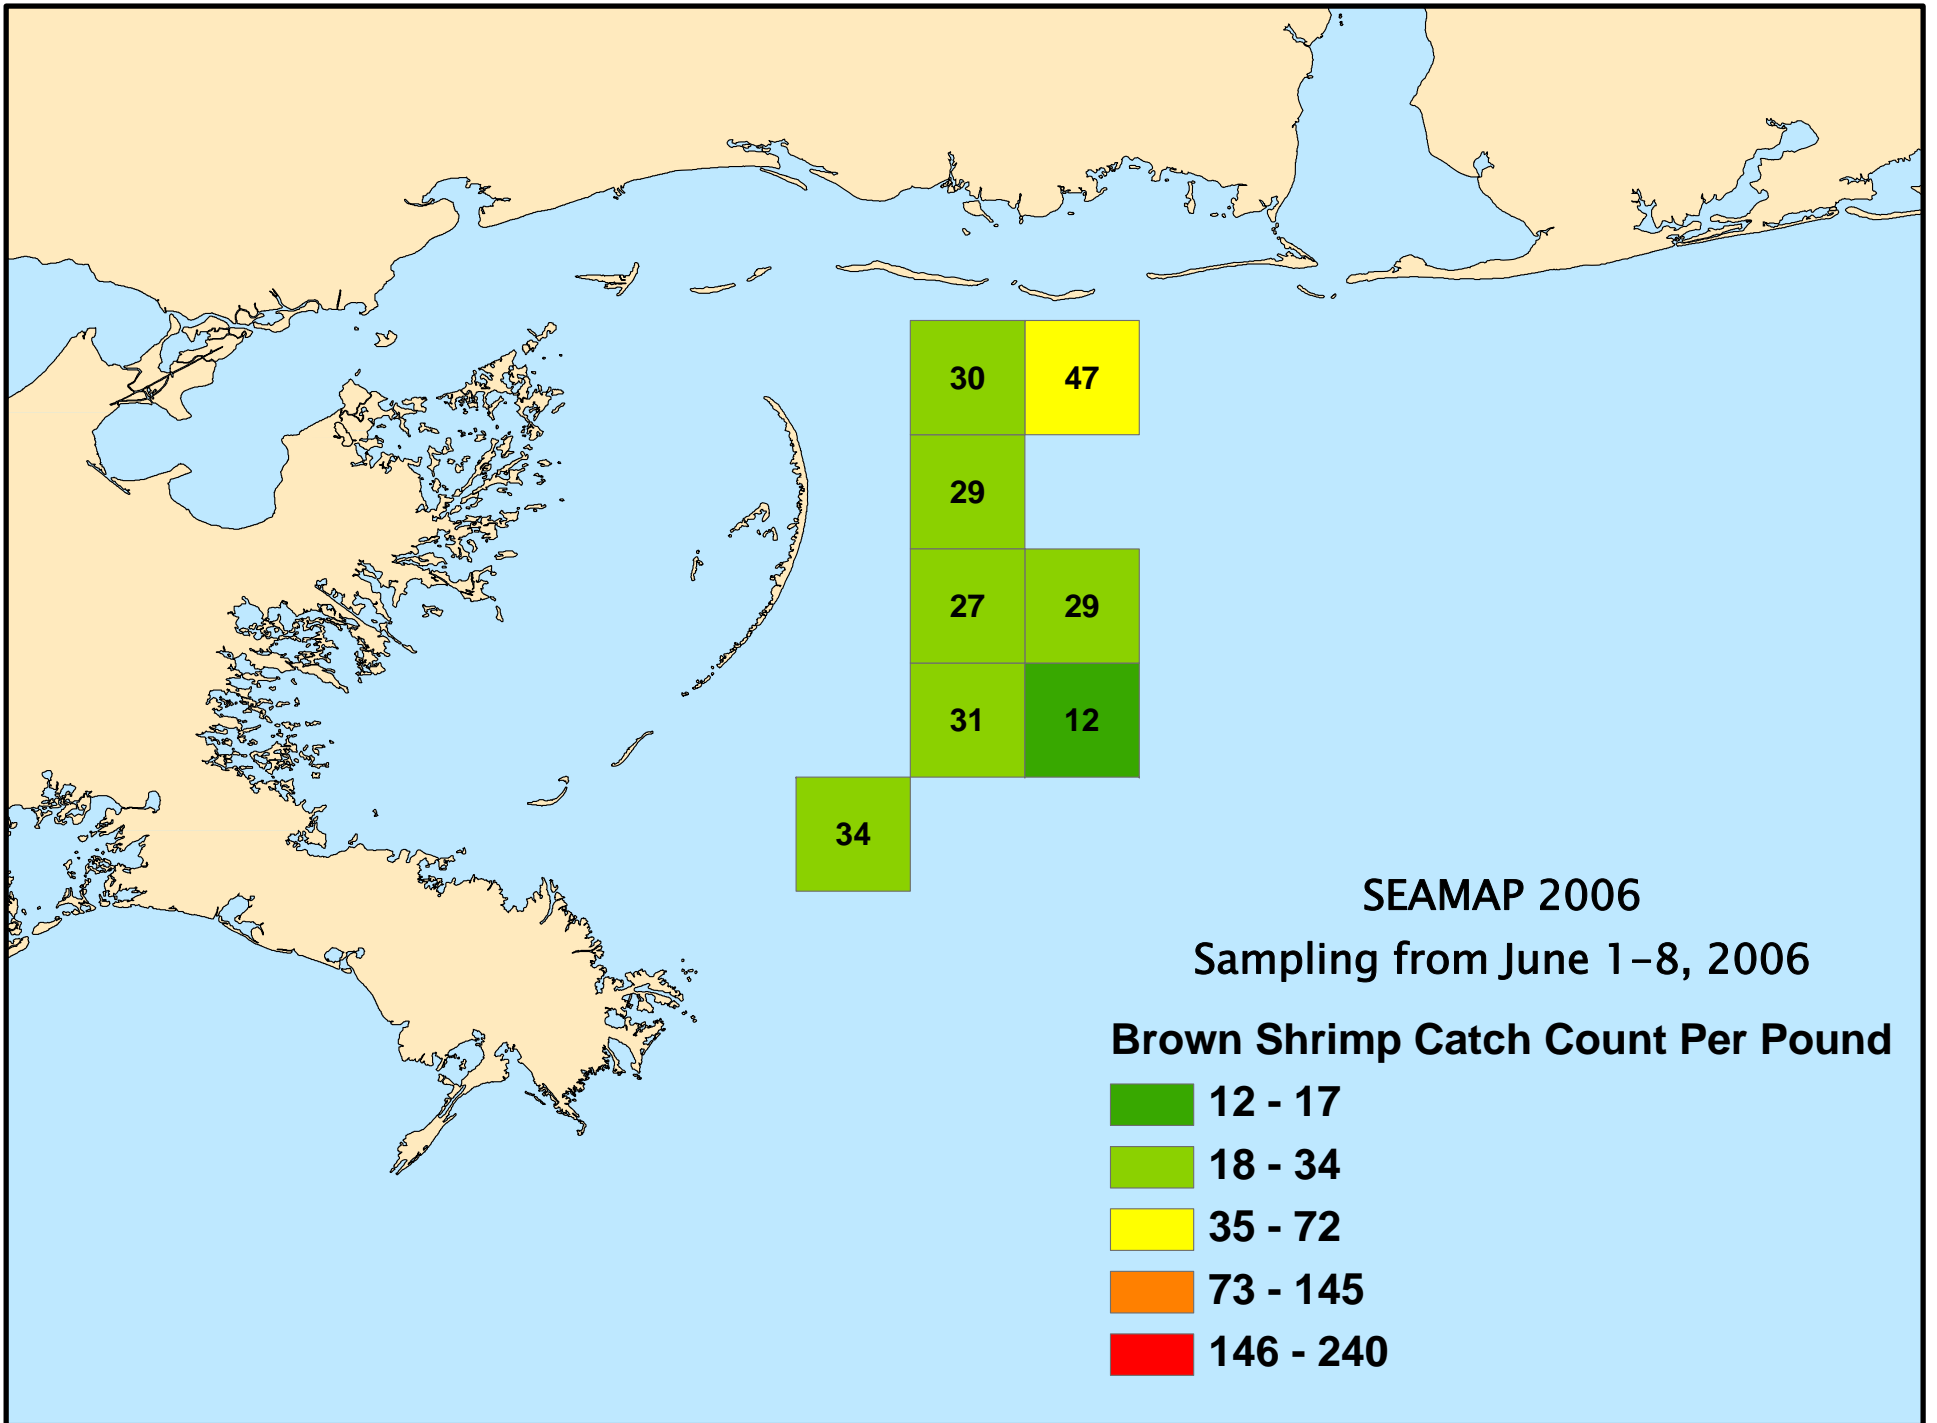 30 47
29
27 29
31 12
34
SEAMAP 2006
Sampling from June 1-8, 2006
Brown Shrimp Catch Count Per Pound
12 - 17
18 - 34
35 - 72
73 - 145
146 - 240